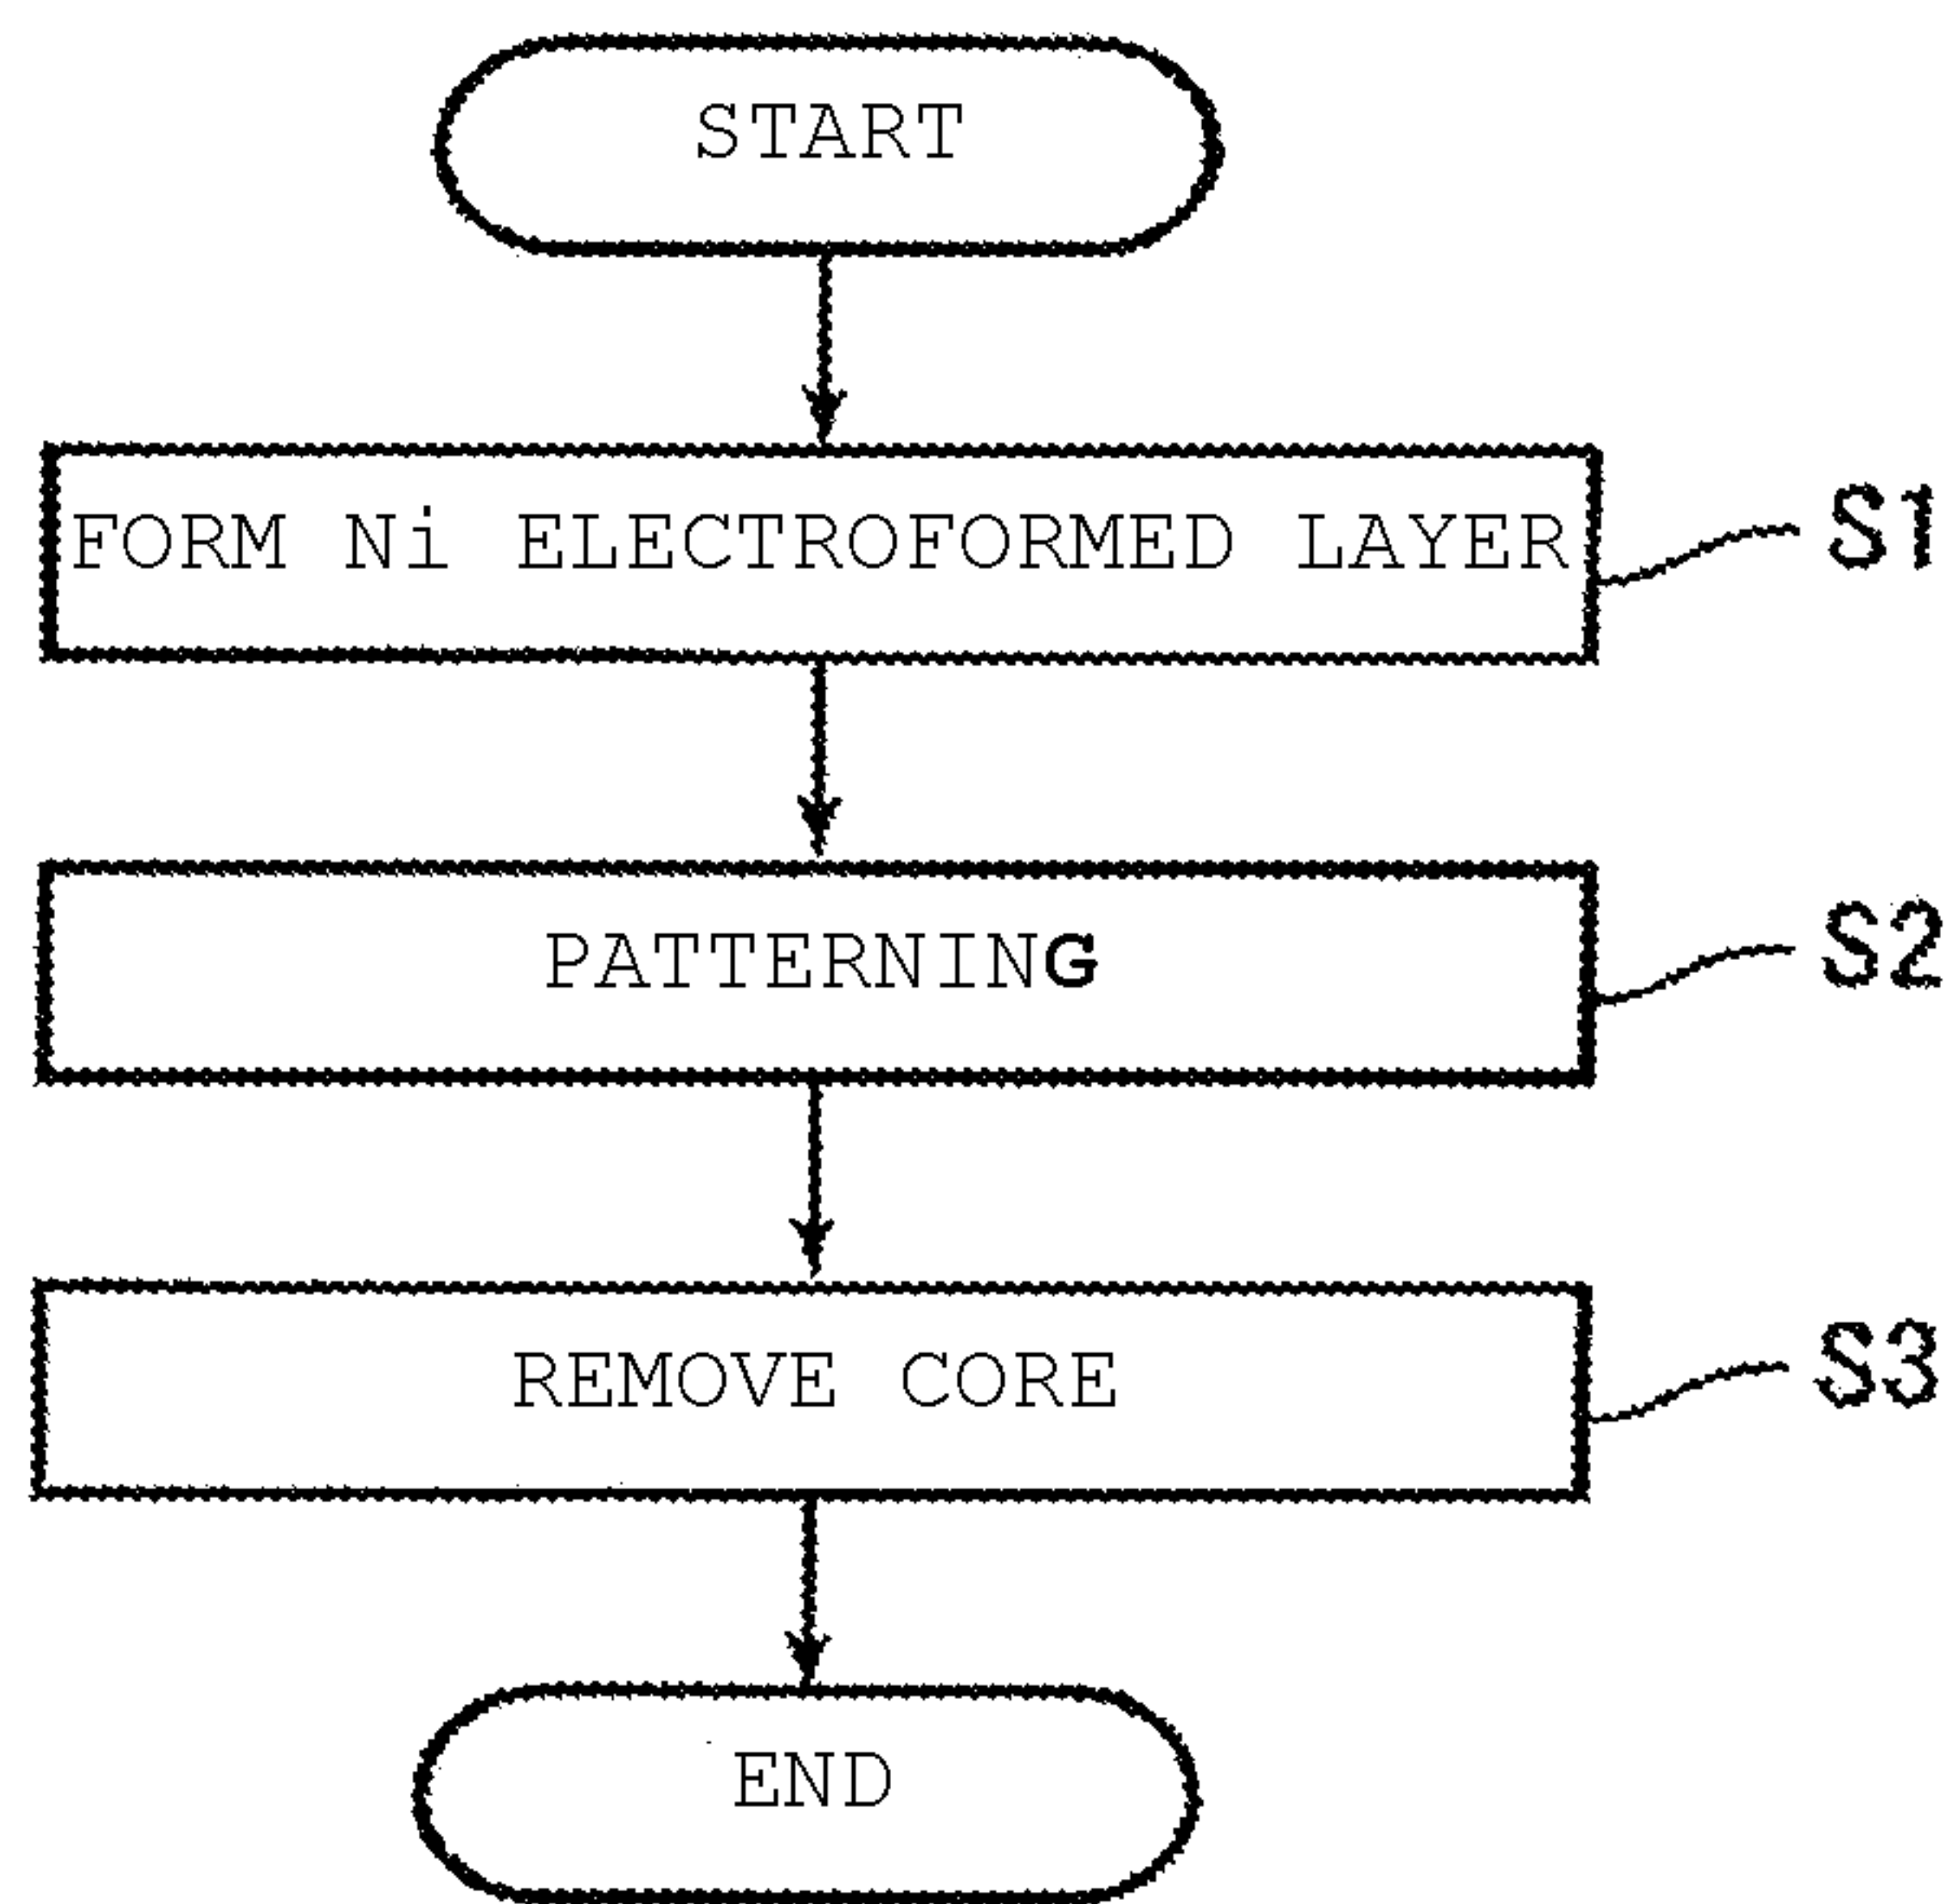 START
FORM Ni ELECTROFORMED LAYER
S1
PATTERNING
S2
REMOVE CORE
S3
END